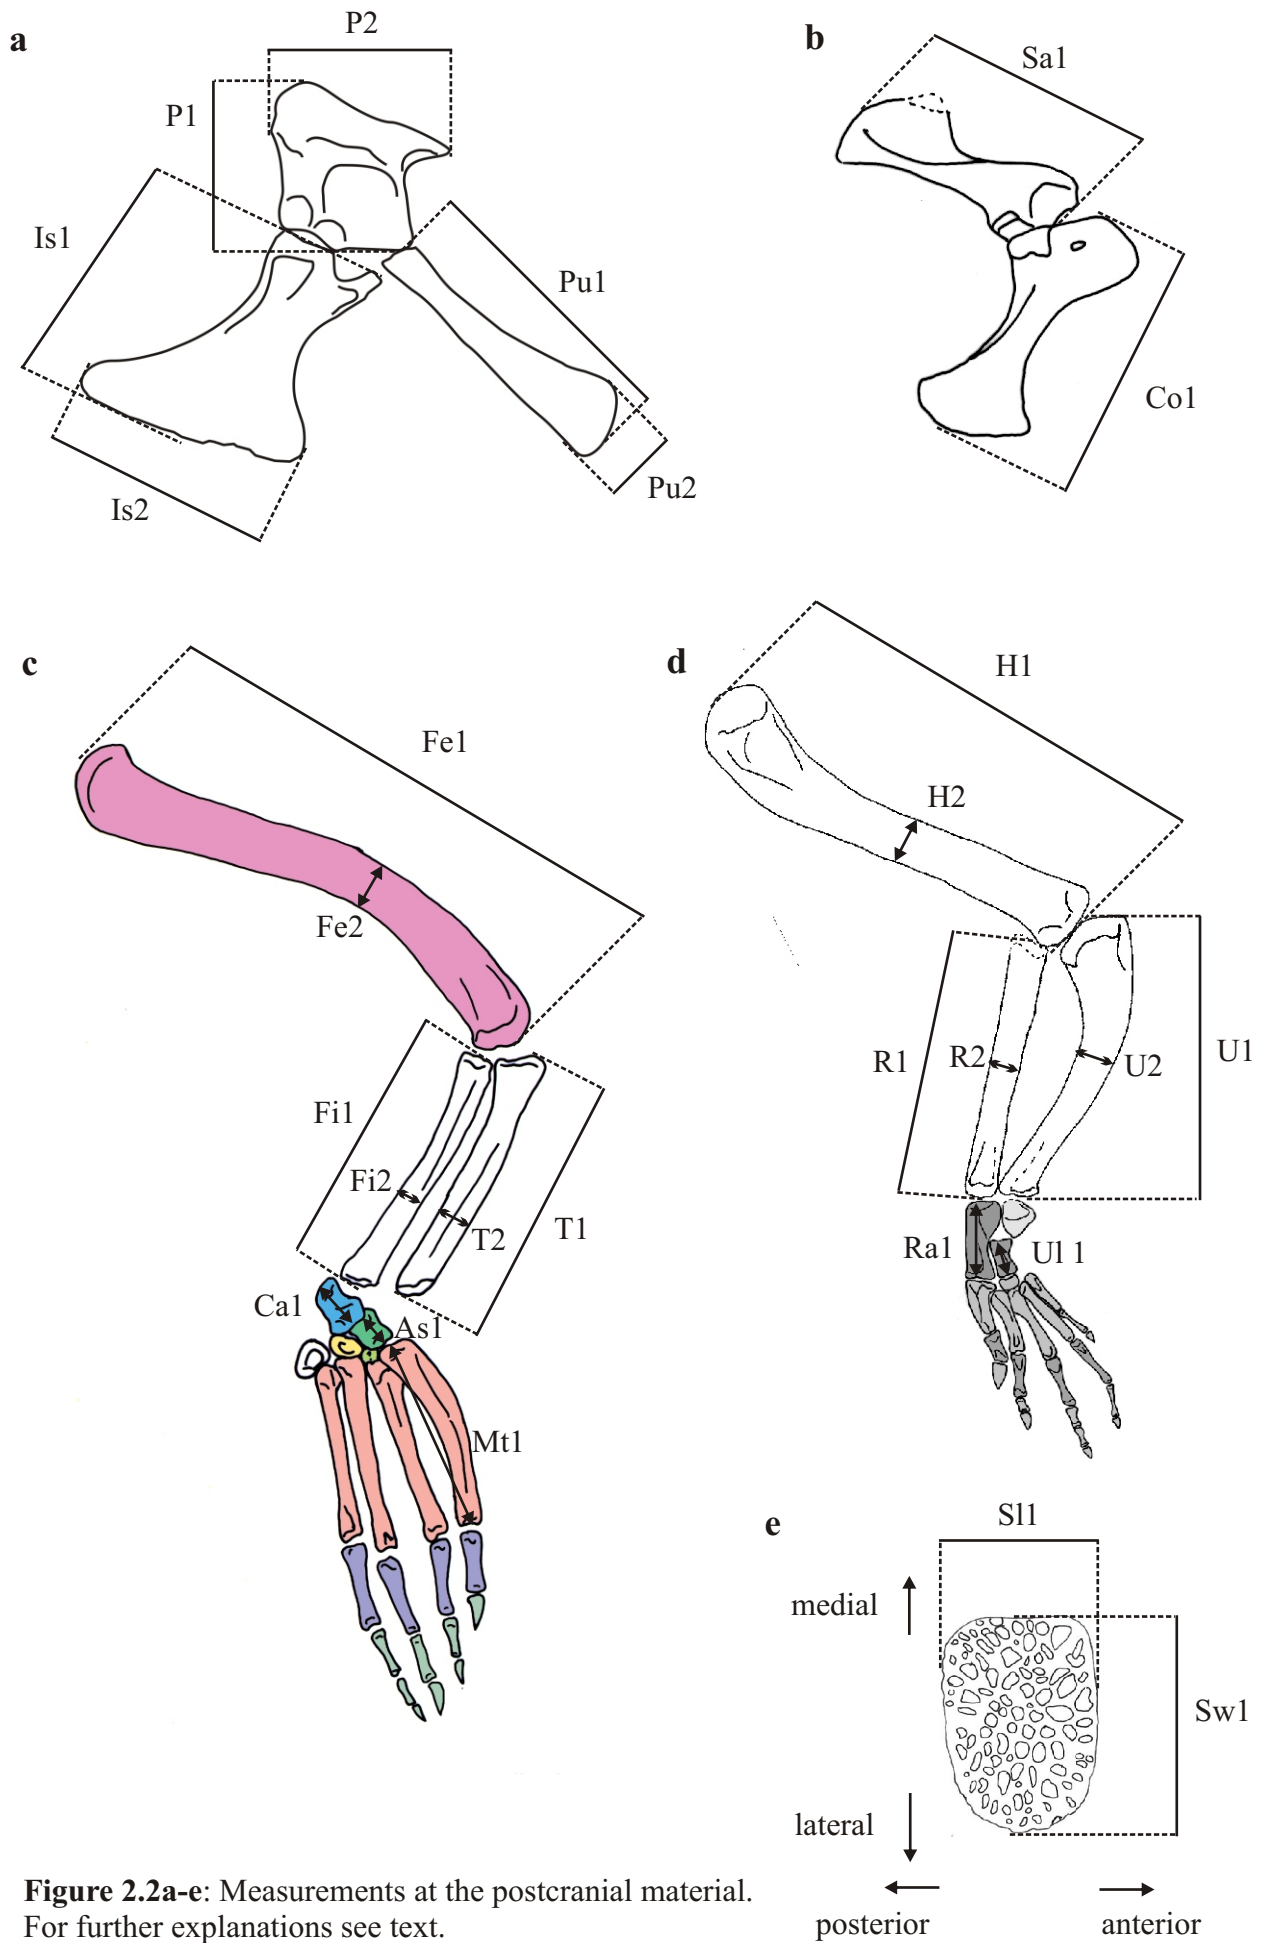 a
P2
P1
Is1
Pu1
Is2
Pu2
b
Sa1
Co1
c
Fe1
Fe2
Fi1
Fi2
T2
T1
Ca1
As1
Mt1
d
H1
H2
R1
R2
U2
U1
Ra1
Ul 1
e
Sl1
medial
Sw1
lateral
posterior
anterior
Figure 2.2a-e: Measurements at the postcranial material.
For further explanations see text.